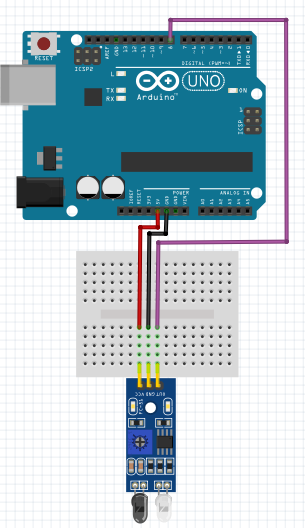 RESET
ICSP2
AREF
GND
13
12
~11
~10
~9
8
7
~6
~5
4
~3
2
TX▶1
RX◀0
DIGITAL (PWM=~)
L
TX
RX
Arduino™
UNO
ON
ICSP
1
IOREF
RESET
3V3
5V
GND
GND
VIN
POWER
ANALOG IN
A0
A1
A2
A3
A4
A5
OUT GND VCC